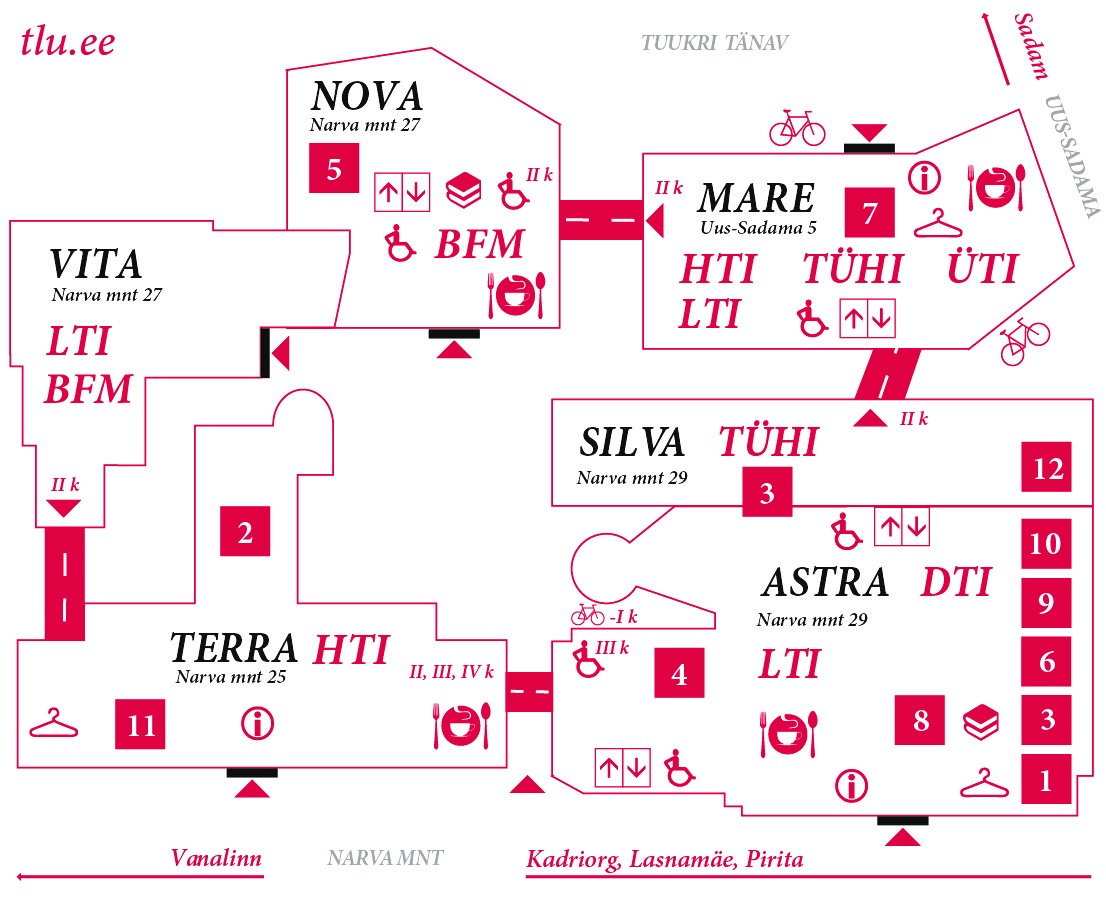 tlu.ee
TUUKRI TÄNAV
Sadam
UUS-SADAMA
NOVA
Narva mnt 27
5
II k
BFM
II k
MARE
Uus-Sadama 5
7
HTI TÜHI ÜTI
LTI
VITA
Narva mnt 27
LTI
BFM
II k
II k
SILVA TÜHI
Narva mnt 29
3
12
2
10
ASTRA DTI
Narva mnt 29
9
-I k
III k
LTI
4
6
8
3
1
TERRA HTI
Narva mnt 25
II, III, IV k
11
Vanalinn
NARVA MNT
Kadriorg, Lasnamäe, Pirita